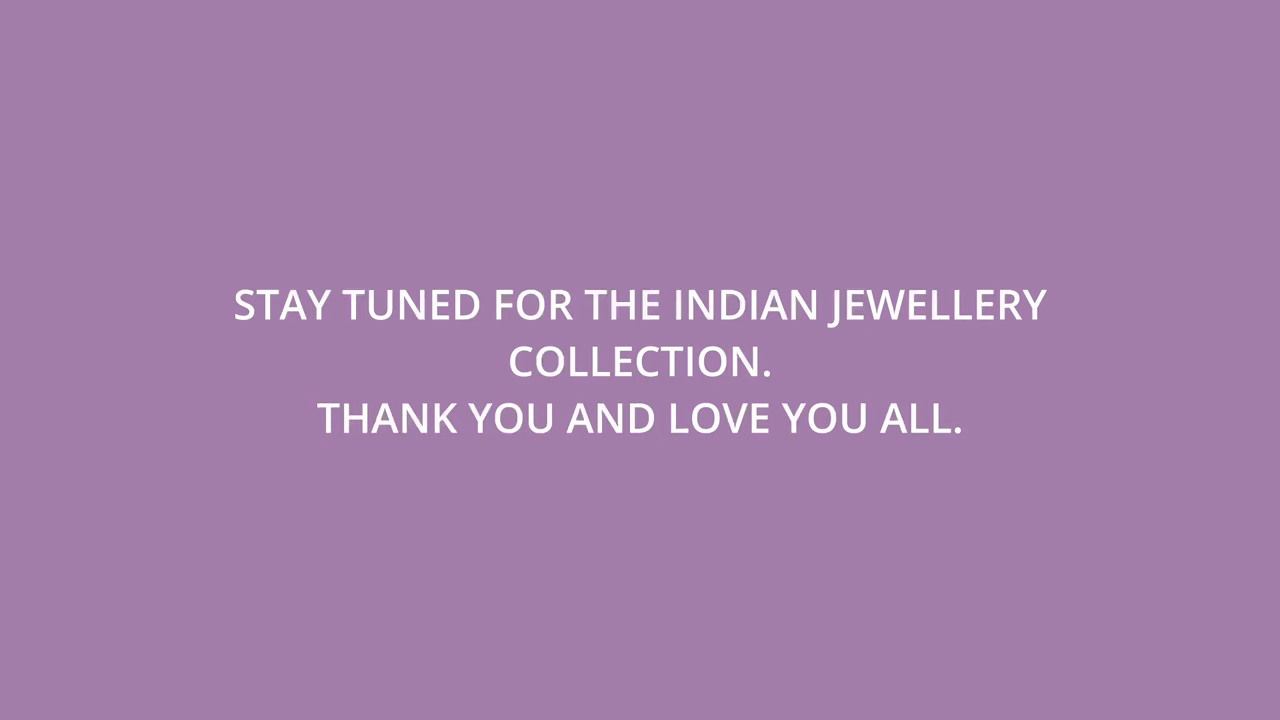 STAY TUNED FOR THE INDIAN JEWELLERY
COLLECTION.
THANK YOU AND LOVE YOU ALL.